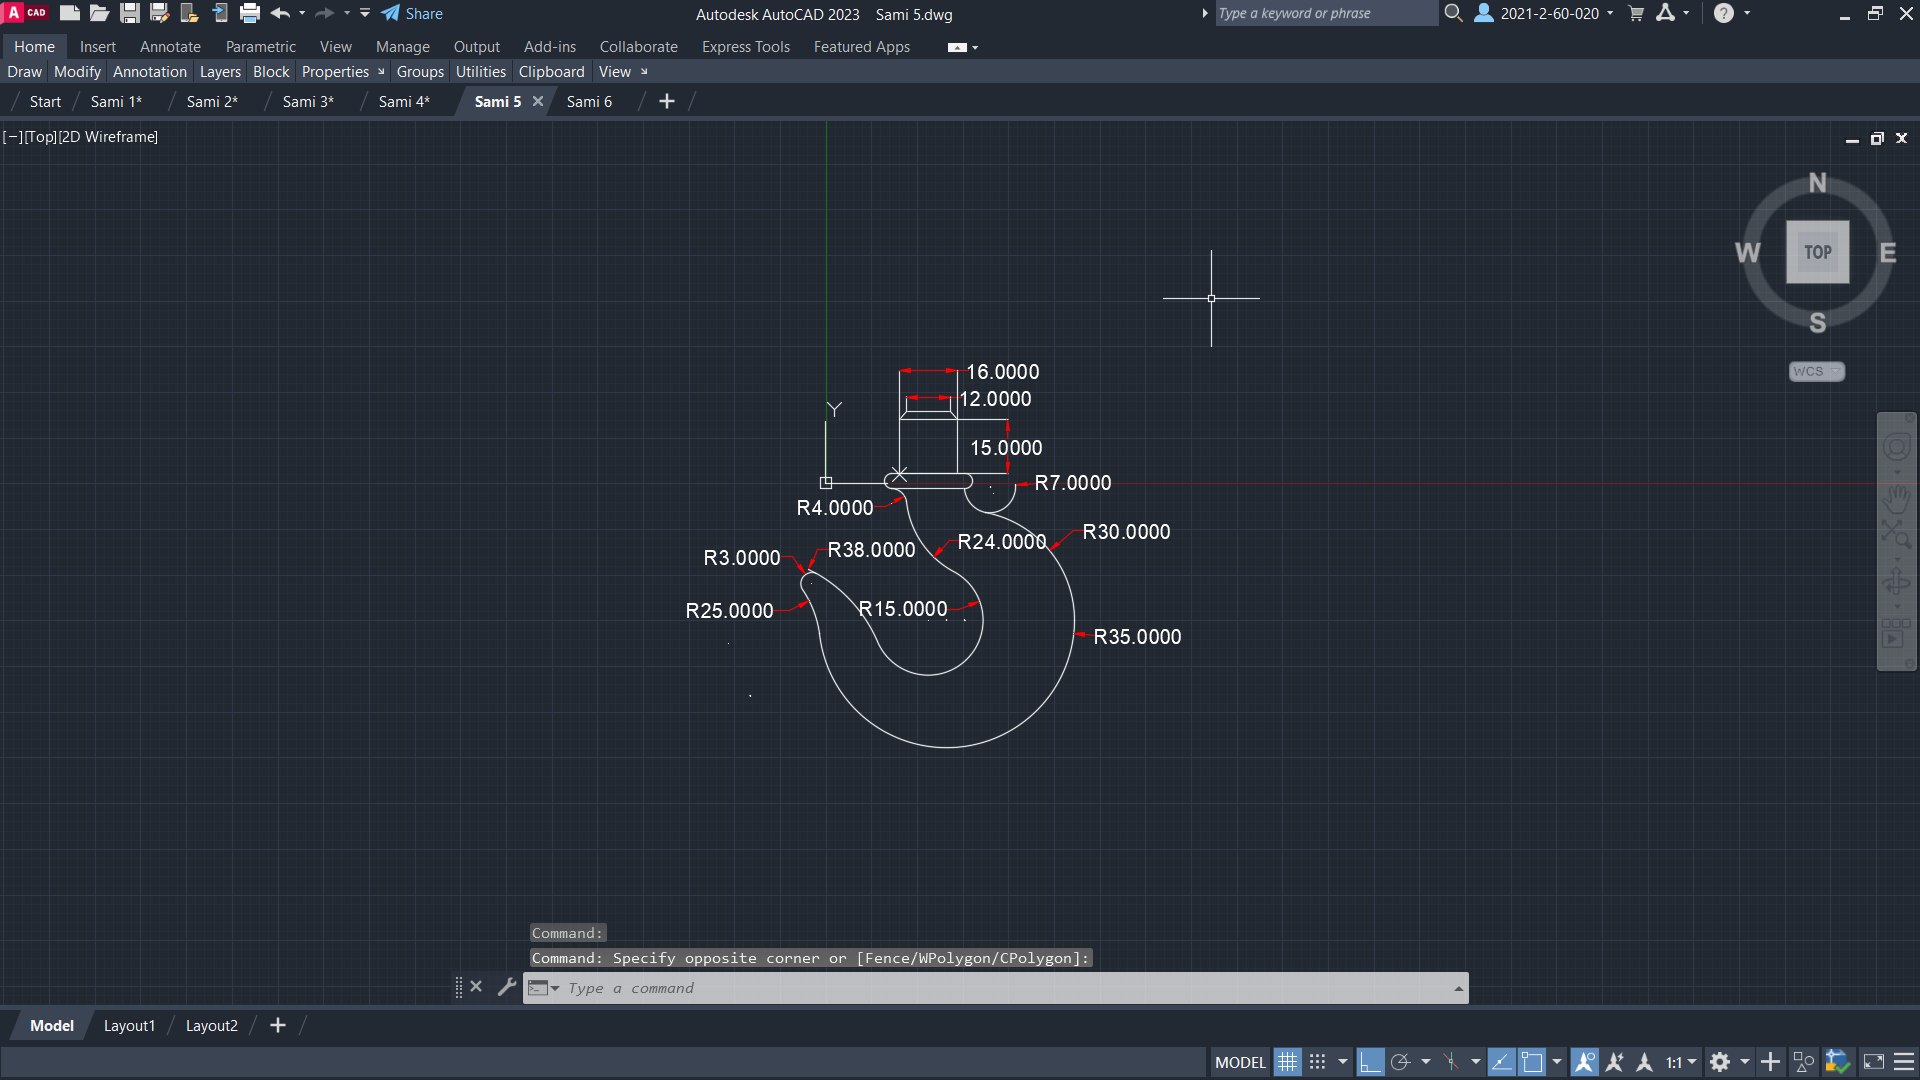 A CAD
Share
Autodesk AutoCAD 2023 Sami 5.dwg
Type a keyword or phrase
2021-2-60-020
?
Home Insert Annotate Parametric View Manage Output Add-ins Collaborate Express Tools Featured Apps
Draw Modify Annotation Layers Block Properties Groups Utilities Clipboard View
Start Sami 1* Sami 2* Sami 3* Sami 4* Sami 5 Sami 6
[−][Top][2D Wireframe]
N
W TOP E
S
WCS
16.0000
12.0000
Y
15.0000
R7.0000
R4.0000
R30.0000
R24.0000
R38.0000
R3.0000
R15.0000
R25.0000
R35.0000
Command:
Command: Specify opposite corner or [Fence/WPolygon/CPolygon]:
Type a command
Model Layout1 Layout2
MODEL 1:1